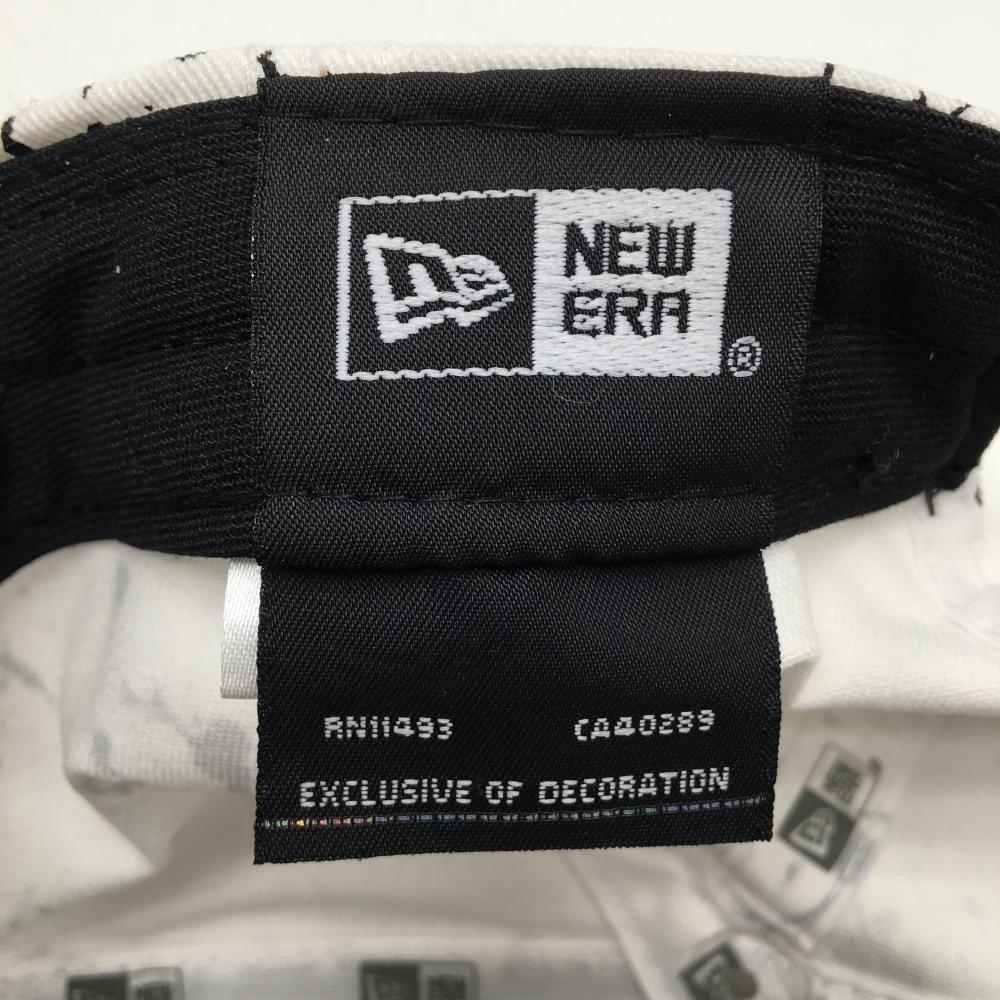 NEW
ERA
®
RN11493 CA40289
EXCLUSIVE OF DECORATION